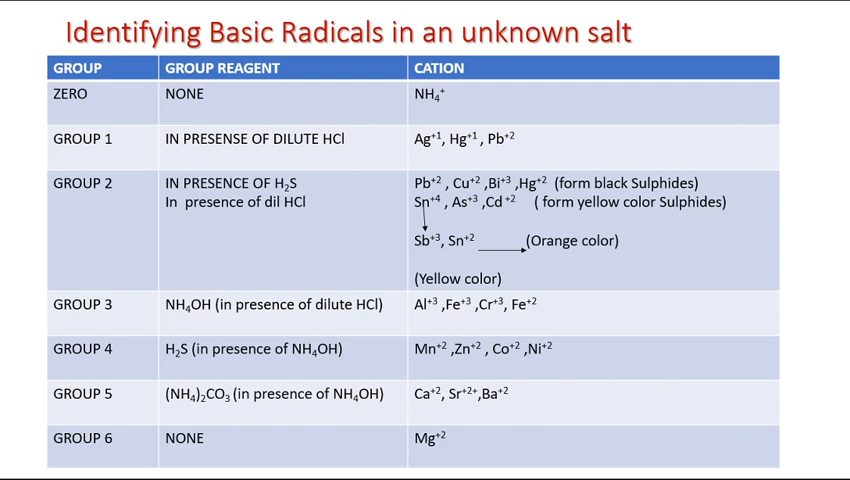 Identifying Basic Radicals in an unknown salt
GROUP GROUP REAGENT CATION
ZERO NONE NH₄⁺
GROUP 1 IN PRESENSE OF DILUTE HCl Ag⁺¹, Hg⁺¹ , Pb⁺²
GROUP 2 IN PRESENCE OF H₂S Pb⁺² , Cu⁺² ,Bi⁺³ ,Hg⁺² (form black Sulphides)
In presence of dil HCl Sn⁺⁴ , As⁺³ ,Cd⁺² ( form yellow color Sulphides)
Sb⁺³, Sn⁺² (Orange color)
(Yellow color)
GROUP 3 NH₄OH (in presence of dilute HCl) Al⁺³ ,Fe⁺³ ,Cr⁺³, Fe⁺²
GROUP 4 H₂S (in presence of NH₄OH) Mn⁺² ,Zn⁺² , Co⁺² ,Ni⁺²
GROUP 5 (NH₄)₂CO₃ (in presence of NH₄OH) Ca⁺², Sr⁺²⁺,Ba⁺²
GROUP 6 NONE Mg⁺²